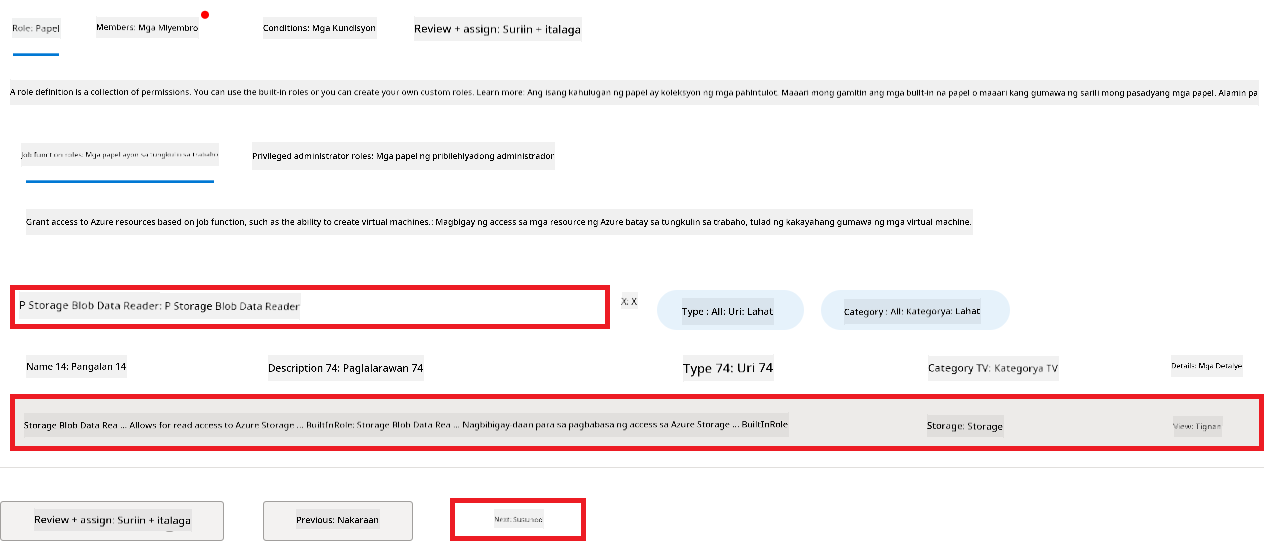 Role: Papel
Members: Mga Miyembro
Conditions: Mga Kundisyon
Review + assign: Suriin + italaga
A role definition is a collection of permissions. You can use the built-in roles or you can create your own custom roles. Learn more: Ang isang kahulugan ng papel ay koleksyon ng mga pahintulot. Maaari mong gamitin ang mga built-in na papel o maaari kang gumawa ng sarili mong pasadyang mga papel. Alamin pa
Job function roles: Mga papel ayon sa tungkulin sa trabaho
Privileged administrator roles: Mga papel ng pribilehiyadong administrador
Grant access to Azure resources based on job function, such as the ability to create virtual machines.: Magbigay ng access sa mga resource ng Azure batay sa tungkulin sa trabaho, tulad ng kakayahang gumawa ng mga virtual machine.
P Storage Blob Data Reader: P Storage Blob Data Reader
X: X
Type : All: Uri: Lahat
Category : All: Kategorya: Lahat
Name 14: Pangalan 14
Description 74: Paglalarawan 74
Type 74: Uri 74
Category TV: Kategorya TV
Details: Mga Detalye
Storage Blob Data Rea ... Allows for read access to Azure Storage ... BuiltInRole: Storage Blob Data Rea ... Nagbibigay-daan para sa pagbabasa ng access sa Azure Storage ... BuiltInRole
Storage: Storage
View: Tignan
Review + assign: Suriin + italaga
Previous: Nakaraan
Next: Susunod